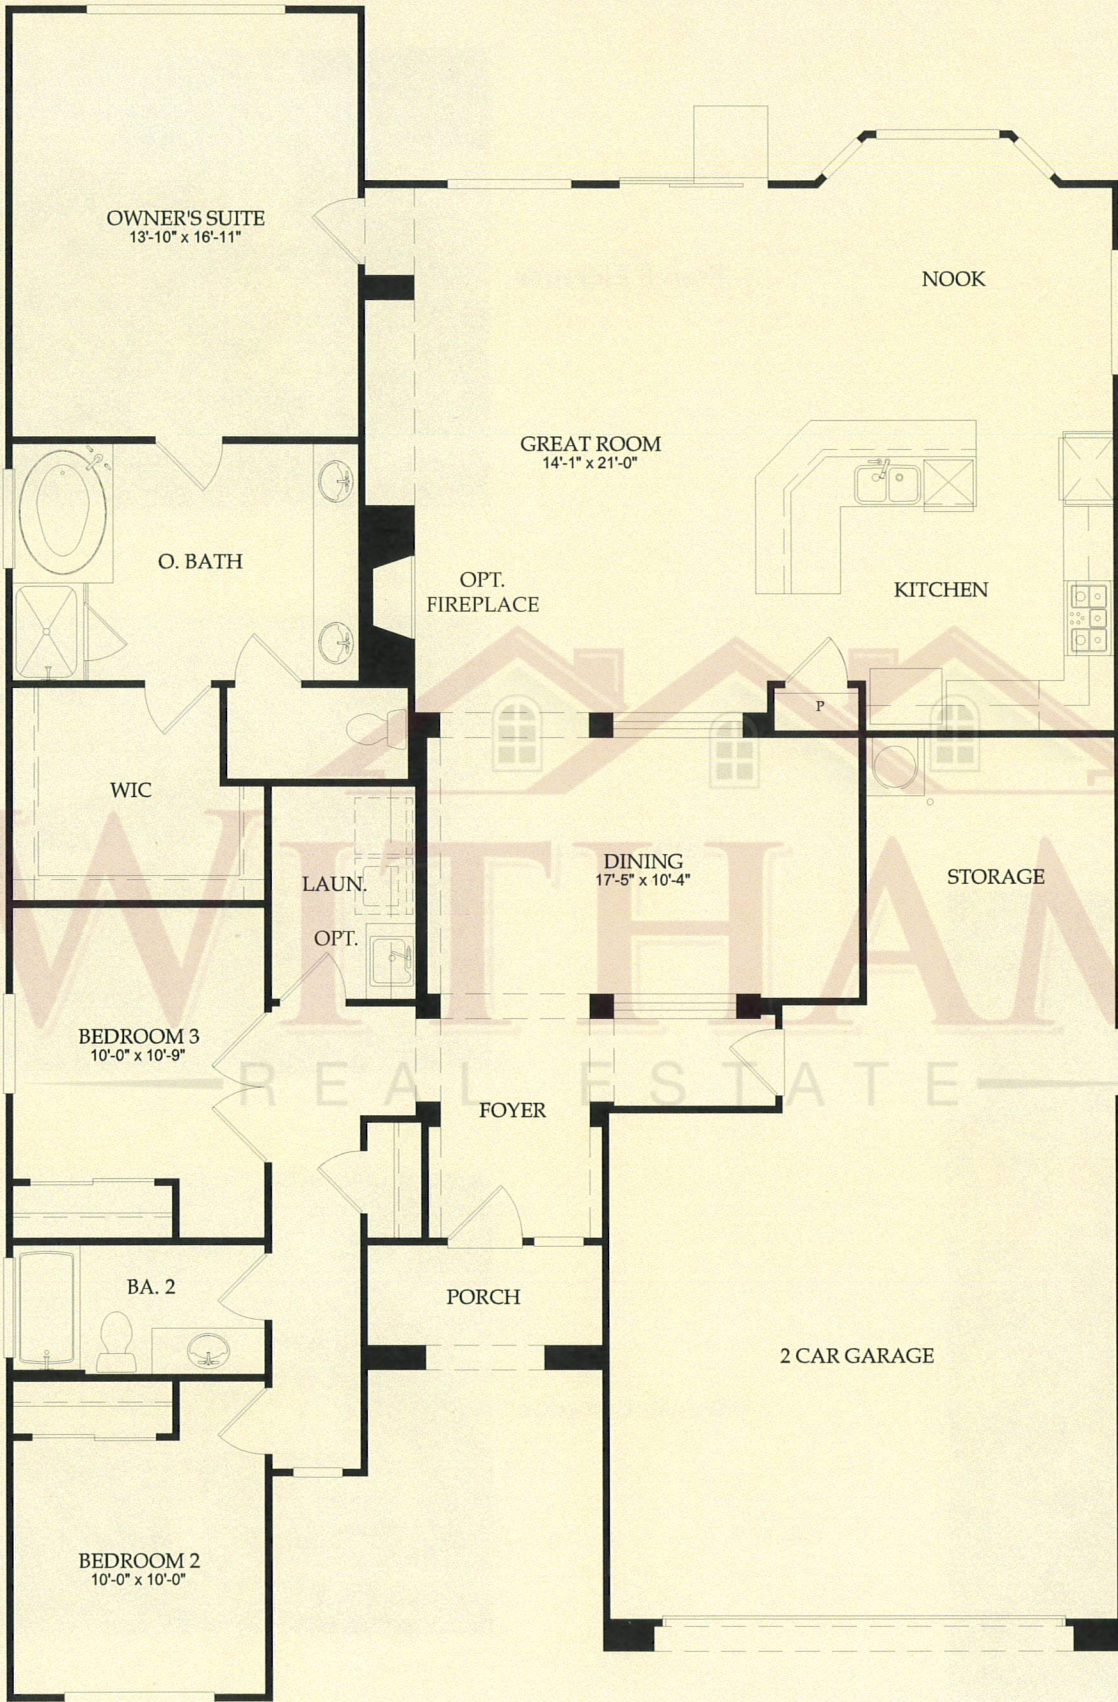 OWNER'S SUITE
13'-10" x 16'-11"
NOOK
GREAT ROOM
14'-1" x 21'-0"
O. BATH
OPT.
FIREPLACE
KITCHEN
P
WIC
LAUN.
OPT.
DINING
17'-5" x 10'-4"
STORAGE
WITHAM
REAL ESTATE
BEDROOM 3
10'-0" x 10'-9"
FOYER
BA. 2
PORCH
2 CAR GARAGE
BEDROOM 2
10'-0" x 10'-0"